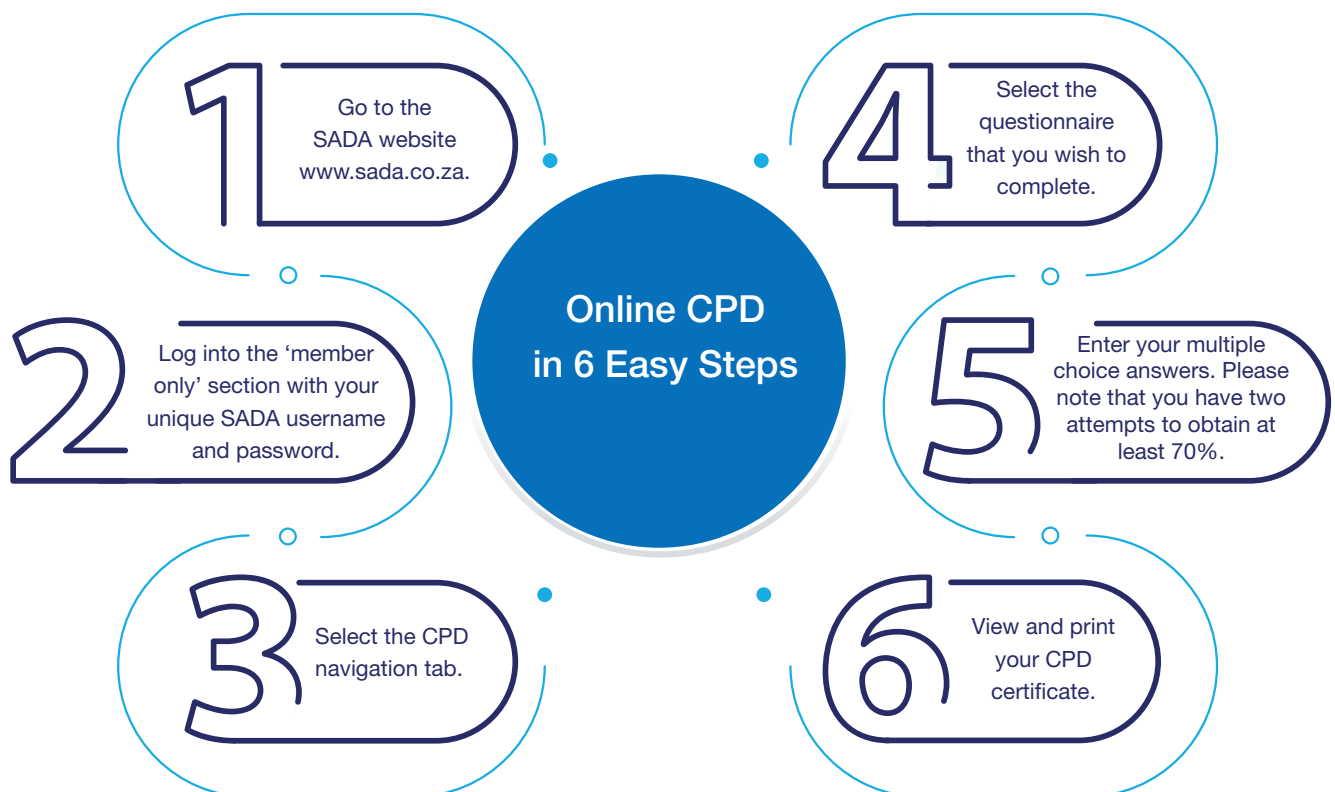 Online CPD
in 6 Easy Steps
1
Go to the
SADA website
www.sada.co.za.
2
Log into the ‘member
only’ section with your
unique SADA username
and password.
3
Select the CPD
navigation tab.
4
Select the
questionnaire
that you wish to
complete.
5
Enter your multiple
choice answers. Please
note that you have two
attempts to obtain at
least 70%.
6
View and print
your CPD
certificate.